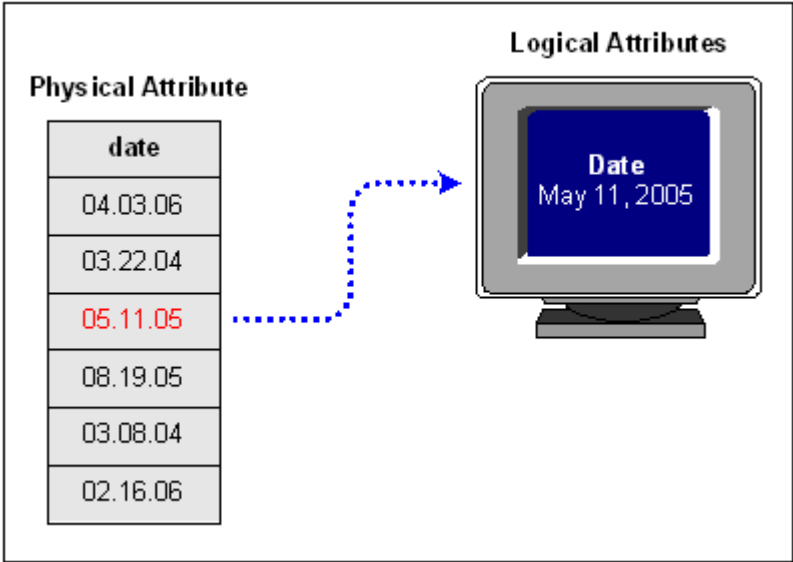 Physical Attribute
date
04.03.06
03.22.04
05.11.05
08.19.05
03.08.04
02.16.06
Logical Attributes
Date
May 11, 2005